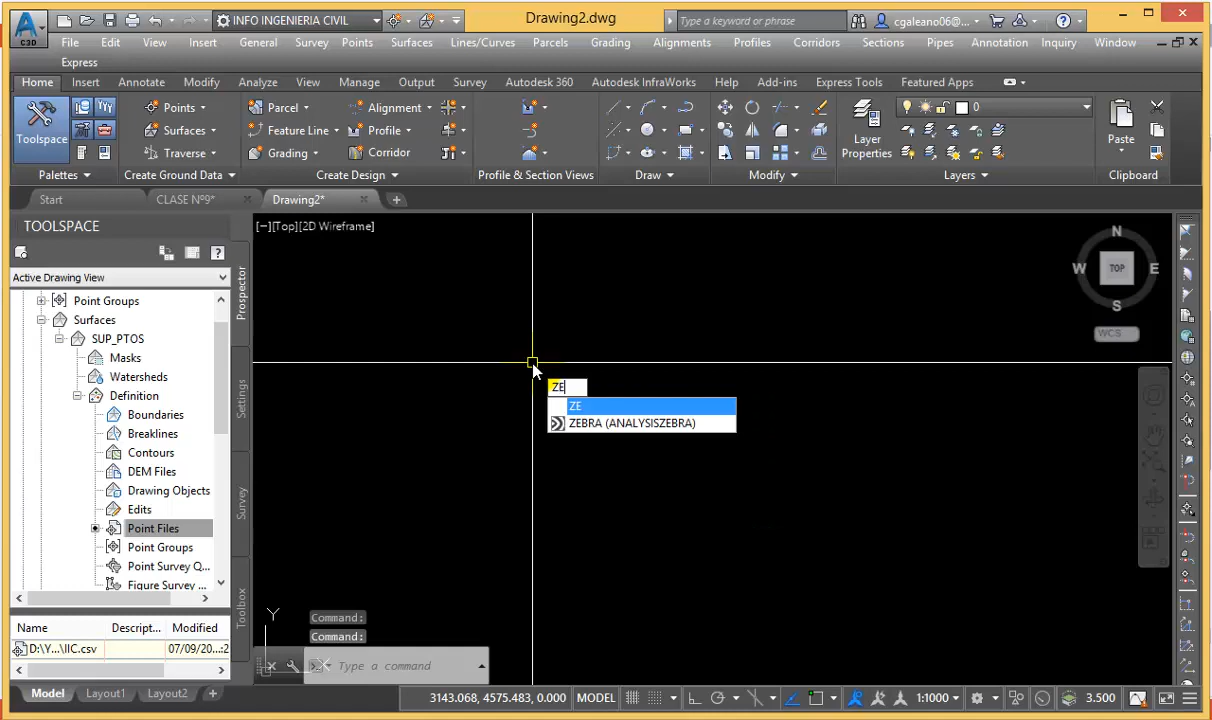 INFO INGENIERIA CIVIL
Drawing2.dwg
Type a keyword or phrase
cgaleano06@...
C3D
File Edit View Insert General Survey Points Surfaces Lines/Curves Parcels Grading Alignments Profiles Corridors Sections Pipes Annotation Inquiry Window
Express
Home Insert Annotate Modify Analyze View Manage Output Survey Autodesk 360 Autodesk InfraWorks Help Add-ins Express Tools Featured Apps
Toolspace
Points
Surfaces
Traverse
Parcel
Feature Line
Grading
Alignment
Profile
Corridor
Layer Properties
0
Paste
Palettes Create Ground Data Create Design Profile & Section Views Draw Modify Layers Clipboard
Start CLASE Nº9* Drawing2*
TOOLSPACE
[−][Top][2D Wireframe]
Active Drawing View
Point Groups
Surfaces
SUP_PTOS
Masks
Watersheds
Definition
Boundaries
Breaklines
Contours
DEM Files
Drawing Objects
Edits
Point Files
Point Groups
Point Survey Q...
Figure Survey ...
Prospector
Settings
Survey
Toolbox
N
W TOP E
S
WCS
ZE
ZE
ZEBRA (ANALYSISZEBRA)
Name Descript... Modified
D:\Y...\IIC.csv 07/09/20...:2
Y
X
Command:
Command:
Type a command
Model Layout1 Layout2 +
3143.068, 4575.483, 0.000 MODEL 1:1000 3.500